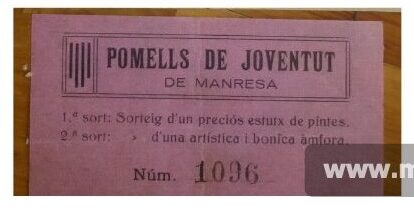 POMELLS DE JOVENTUT
DE MANRESA
1.ª sort: Sorteig d'un preciós estutx de pintes.
2.ª sort: › d'una artística i bonica àmfora.
Núm. 1096
www.m